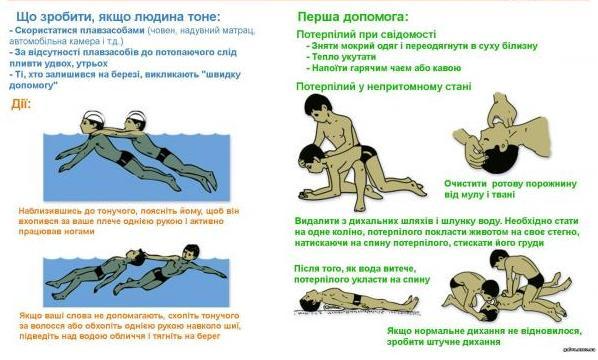 Що зробити, якщо людина тоне:
- Скористатися плавзасобами (човен, надувний матрац,
автомобільна камера і т.д.)
- За відсутності плавзасобів до потопаючого слід
пливти удвох, утрьох
- Ті, хто залишився на березі, викликають "швидку
допомогу"
Дії:
Наблизившись до тонучого, поясніть йому, щоб він
вхопився за ваше плече однією рукою і активно
працював ногами
Якщо ваші слова не допомагають, схопіть тонучого
за волосся або обхопіть однією рукою навколо шиї,
підведіть над водою обличчя і тягніть на берег
Перша допомога:
Потерпілий при свідомості
- Зняти мокрий одяг і переодягнути в суху білизну
- Тепло укутати
- Напоїти гарячим чаєм або кавою
Потерпілий у непритомному стані
Очистити ротову порожнину
від мулу і твані
Видалити з дихальних шляхів і шлунку воду. Необхідно стати
на одне коліно, потерпілого покласти животом на своє стегно,
натискаючи на спину потерпілого, стискати його груди
Після того, як вода витече,
потерпілого укласти на спину
Якщо нормальне дихання не відновилося,
зробити штучне дихання